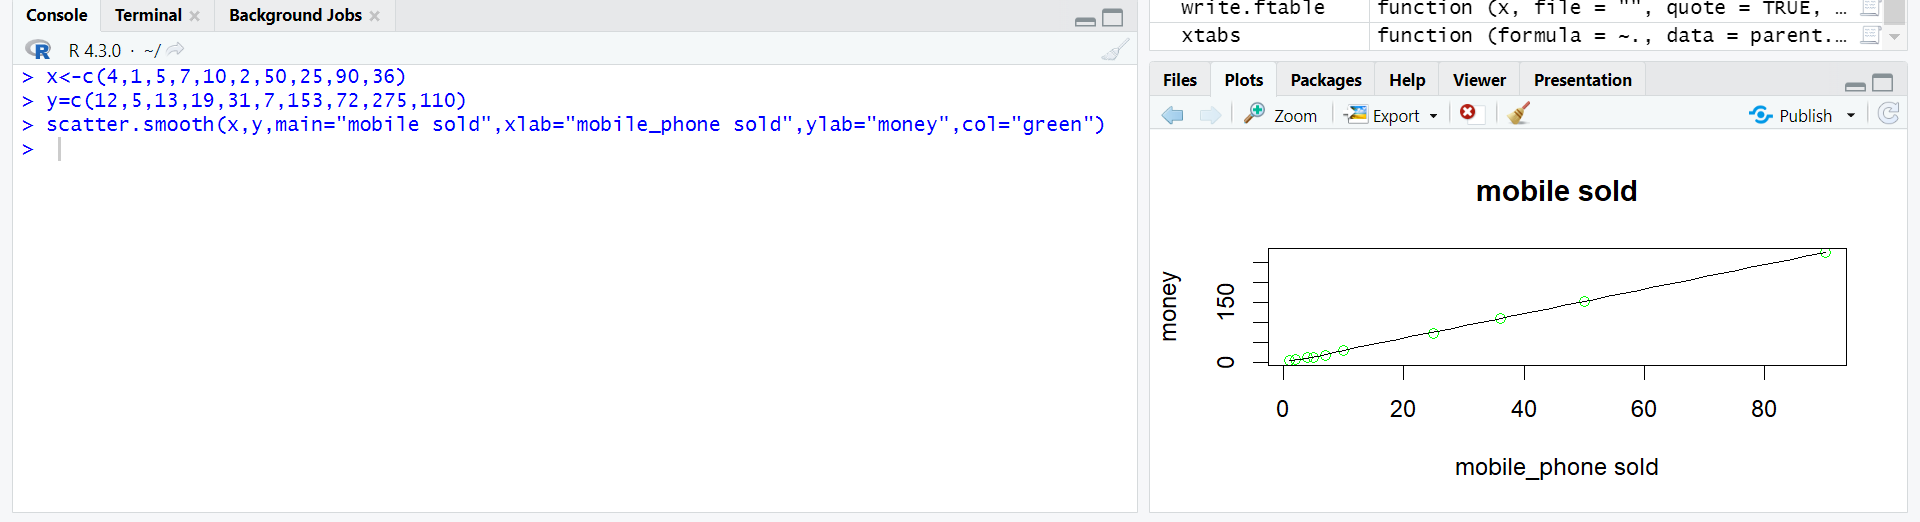 Console Terminal Background Jobs
R R 4.3.0 · ~/
> x<-c(4,1,5,7,10,2,50,25,90,36)
> y=c(12,5,13,19,31,7,153,72,275,110)
> scatter.smooth(x,y,main="mobile sold",xlab="mobile_phone sold",ylab="money",col="green")
>
write.ftable function (x, file = "", quote = TRUE, …
xtabs function (formula = ~., data = parent.…
Files Plots Packages Help Viewer Presentation
Zoom Export Publish
mobile sold
money
150
0
0 20 40 60 80
mobile_phone sold